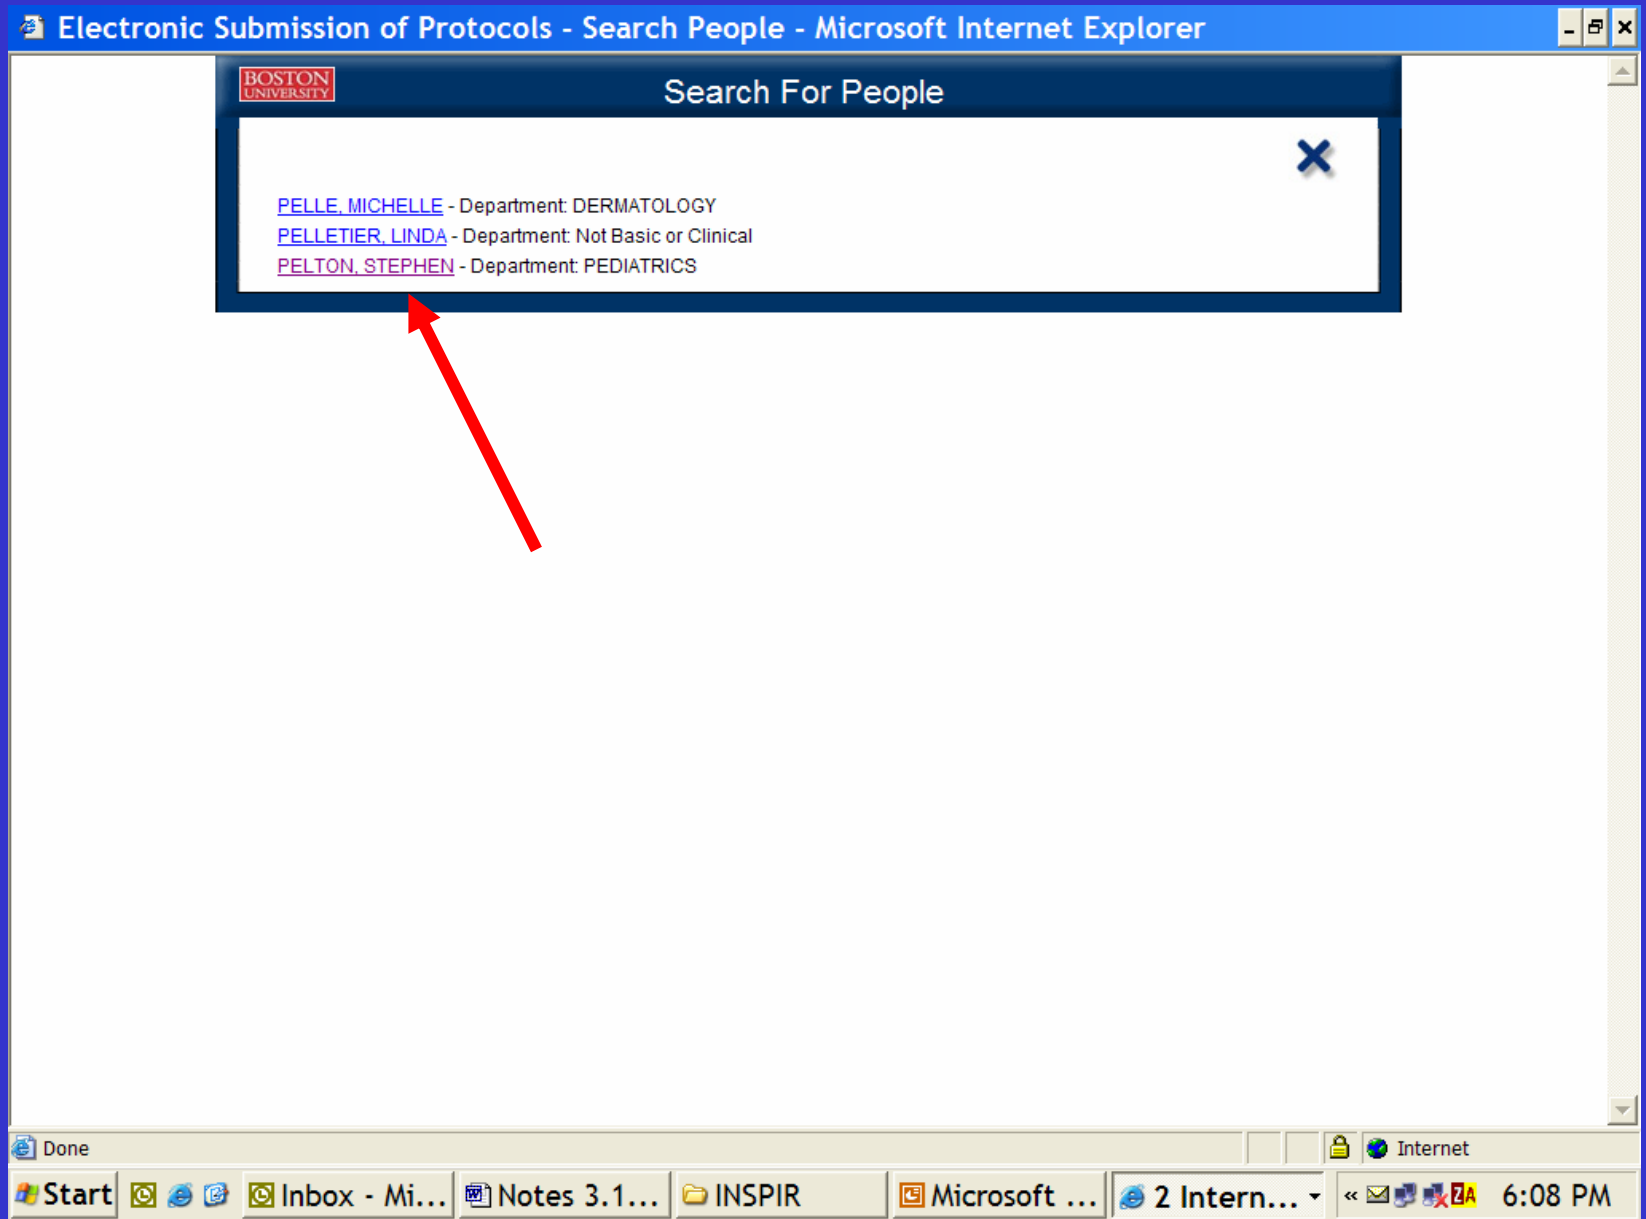 Electronic Submission of Protocols - Search People - Microsoft Internet Explorer
BOSTON
UNIVERSITY
Search For People
PELLE, MICHELLE - Department: DERMATOLOGY
PELLETIER, LINDA - Department: Not Basic or Clinical
PELTON, STEPHEN - Department: PEDIATRICS
Done
Internet
Start
Inbox - Mi...
Notes 3.1...
INSPIR
Microsoft ...
2 Intern...
ZA
6:08 PM